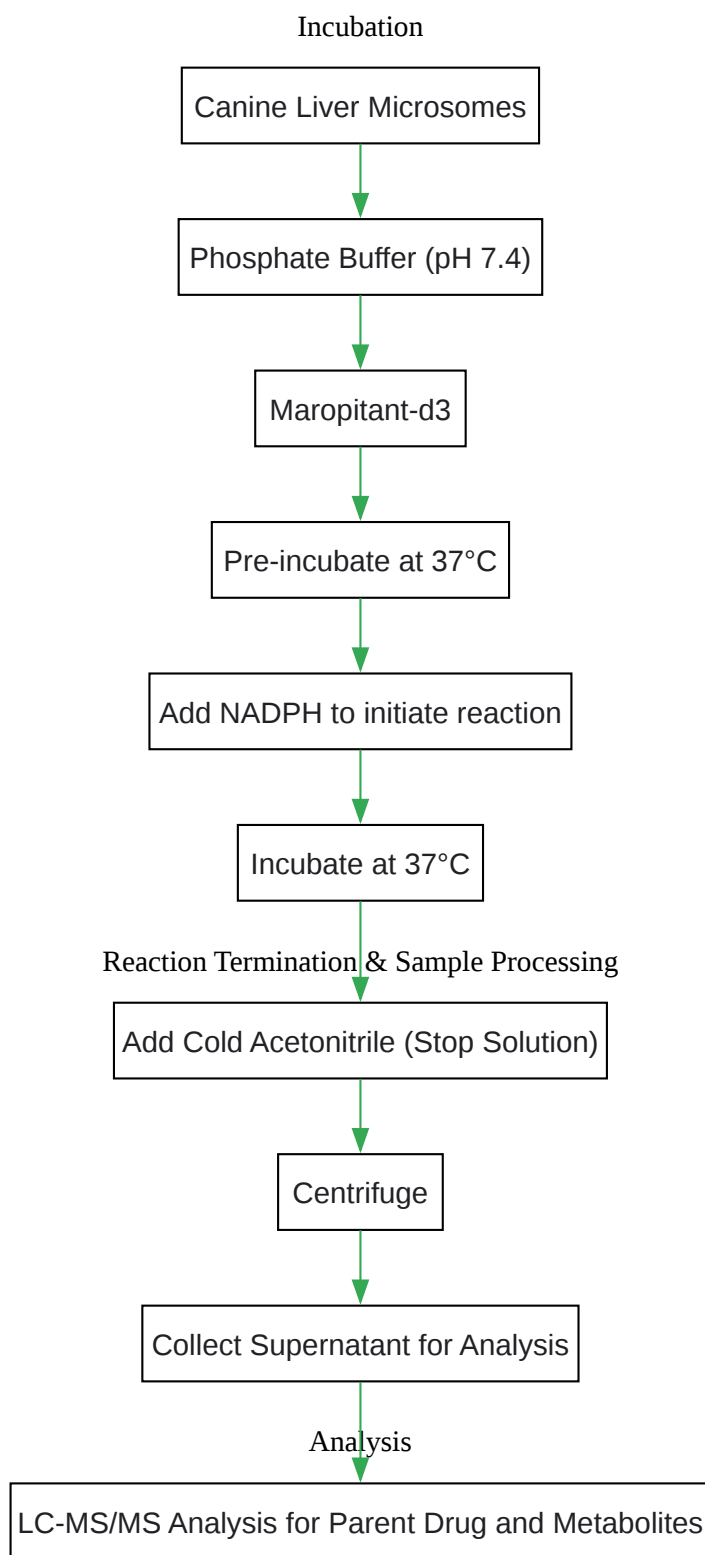 Incubation
Canine Liver Microsomes
Phosphate Buffer (pH 7.4)
Maropitant-d3
Pre-incubate at 37°C
Add NADPH to initiate reaction
Incubate at 37°C
Reaction Termination & Sample Processing
Add Cold Acetonitrile (Stop Solution)
Centrifuge
Collect Supernatant for Analysis
Analysis
LC-MS/MS Analysis for Parent Drug and Metabolites